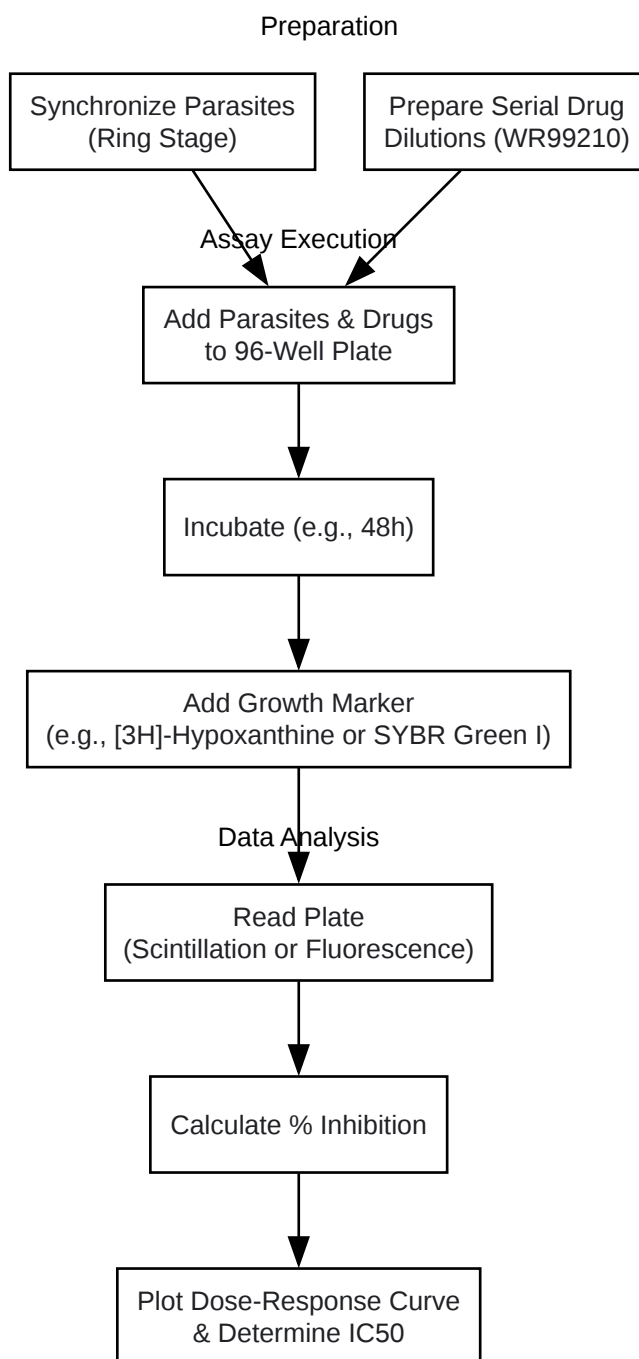 Preparation
Synchronize Parasites
(Ring Stage)
Prepare Serial Drug
Dilutions (WR99210)
Assay Execution
Add Parasites & Drugs
to 96-Well Plate
Incubate (e.g., 48h)
Add Growth Marker
(e.g., [3H]-Hypoxanthine or SYBR Green I)
Data Analysis
Read Plate
(Scintillation or Fluorescence)
Calculate % Inhibition
Plot Dose-Response Curve
& Determine IC50